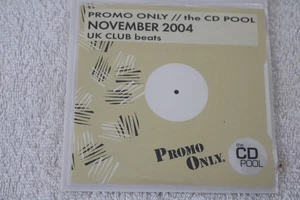 PROMO ONLY // the CD POOL
NOVEMBER 2004
UK CLUB beats
PROMO ONLY.
the
CD
POOL